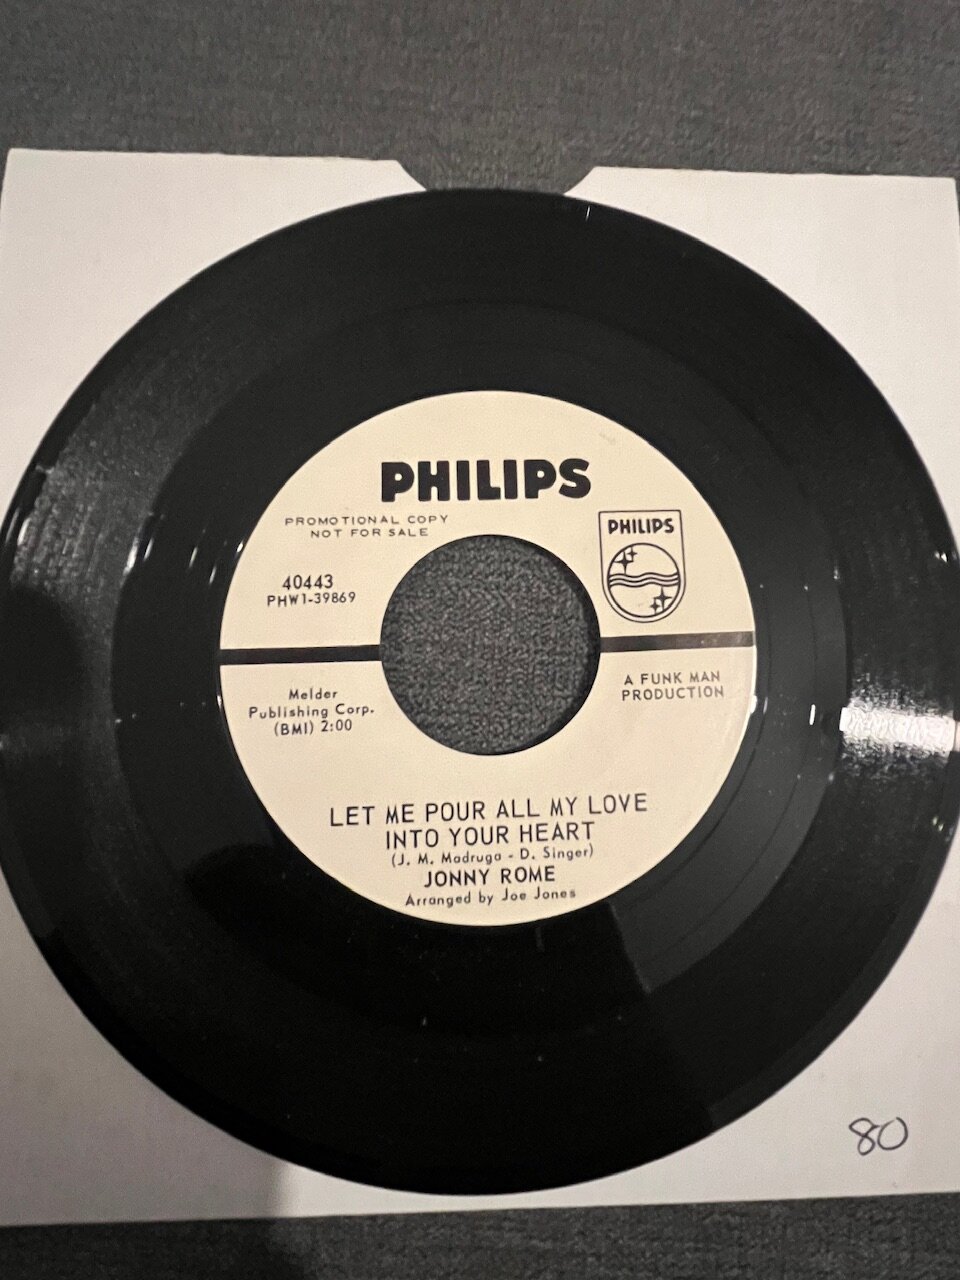 PHILIPS
PROMOTIONAL COPY
NOT FOR SALE
PHILIPS
40443
PHW1-39869
Melder
Publishing Corp.
(BMI) 2:00
A FUNK MAN
PRODUCTION
LET ME POUR ALL MY LOVE
INTO YOUR HEART
(J. M. Madruga - D. Singer)
JONNY ROME
Arranged by Joe Jones
80